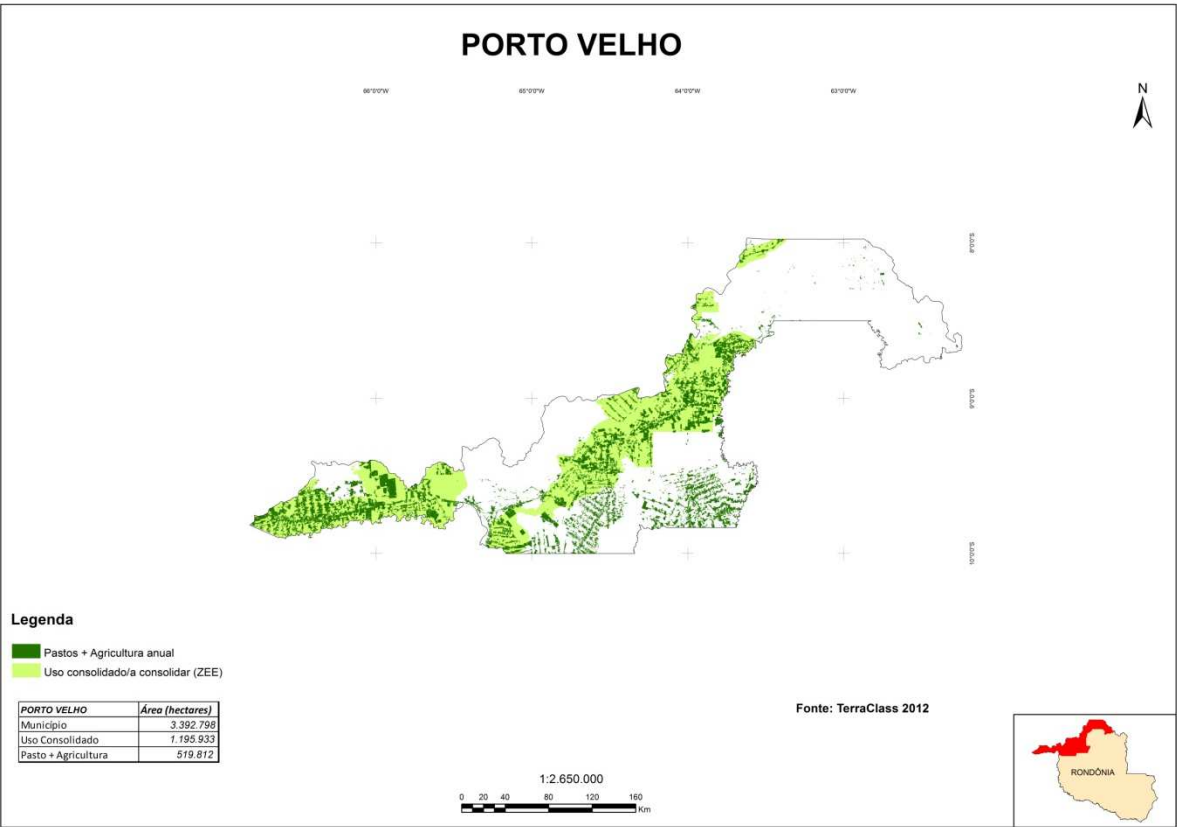 PORTO VELHO
66°0'0"W 65°0'0"W 64°0'0"W 63°0'0"W
N
8°0'0"S
9°0'0"S
10°0'0"S
Legenda
Pastos + Agricultura anual
Uso consolidado/a consolidar (ZEE)
PORTO VELHO Área (hectares)
Município 3.392.798
Uso Consolidado 1.195.933
Pasto + Agricultura 519.812
Fonte: TerraClass 2012
1:2.650.000
0 20 40 80 120 160
Km
RONDÔNIA